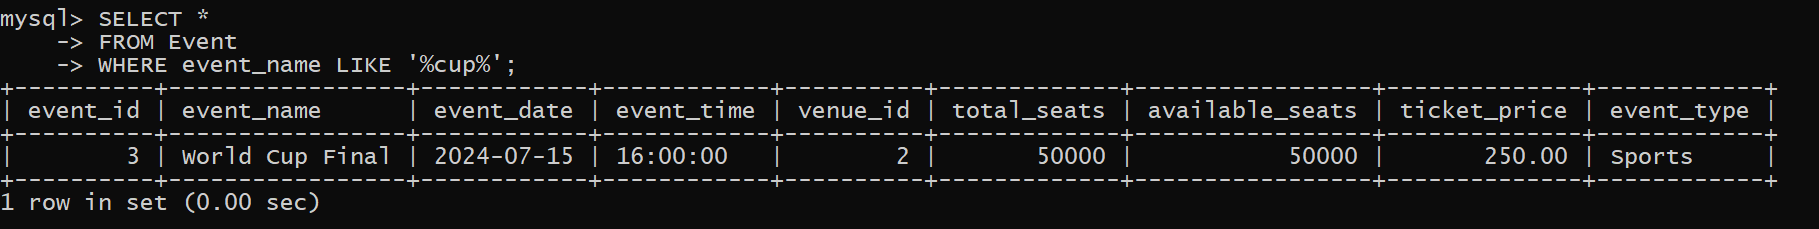 mysql> SELECT *
    -> FROM Event
    -> WHERE event_name LIKE '%cup%';
+----------+-----------------+------------+------------+----------+-------------+-----------------+--------------+------------+
| event_id | event_name      | event_date | event_time | venue_id | total_seats | available_seats | ticket_price | event_type |
+----------+-----------------+------------+------------+----------+-------------+-----------------+--------------+------------+
|        3 | World Cup Final | 2024-07-15 | 16:00:00   |        2 |       50000 |           50000 |       250.00 | Sports     |
+----------+-----------------+------------+------------+----------+-------------+-----------------+--------------+------------+
1 row in set (0.00 sec)